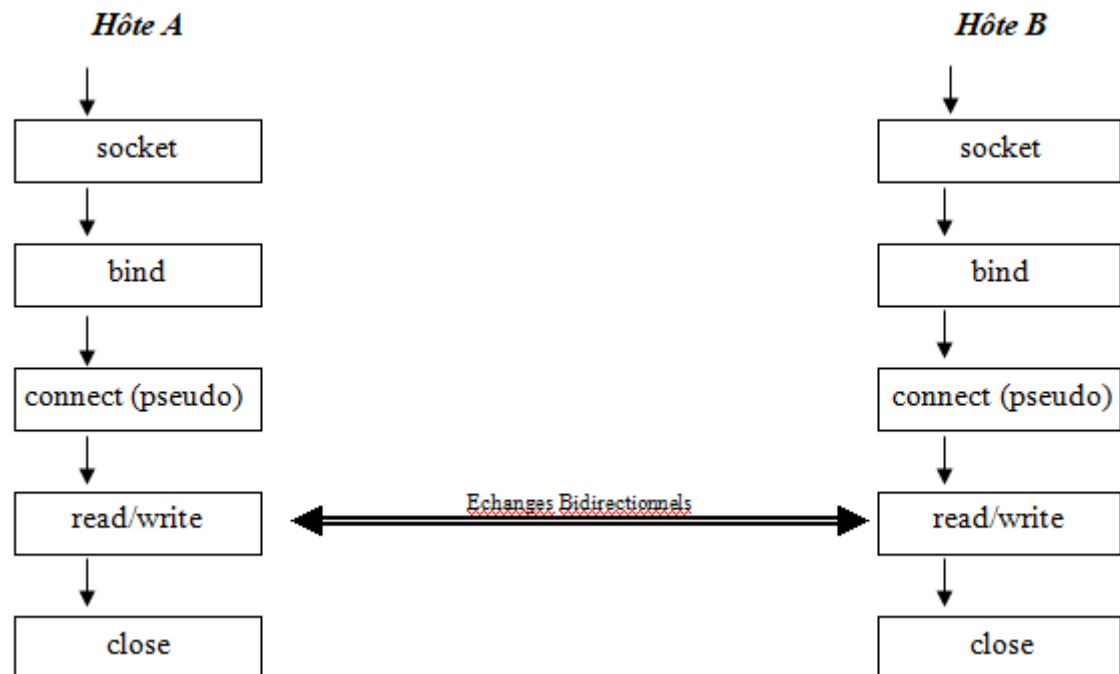 Hôte A
Hôte B
socket
socket
bind
bind
connect (pseudo)
connect (pseudo)
read/write
Echanges Bidirectionnels
read/write
close
close